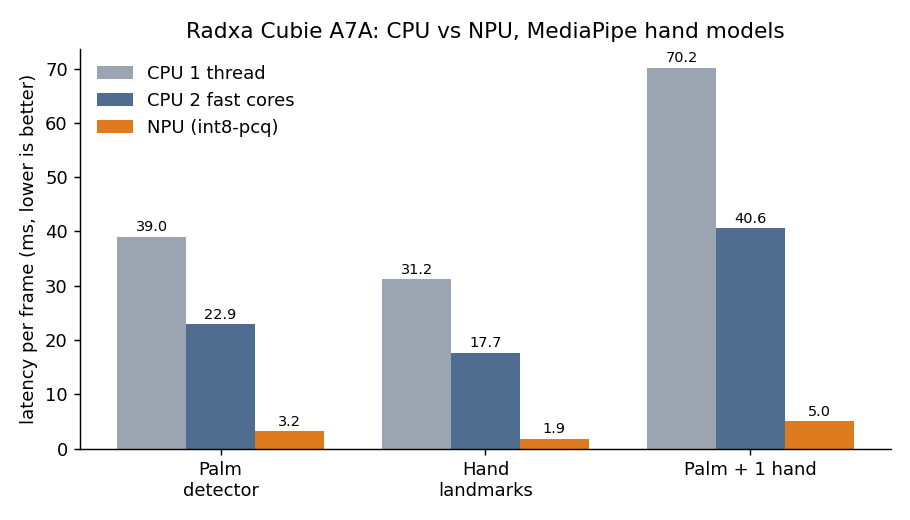 Radxa Cubie A7A: CPU vs NPU, MediaPipe hand models
latency per frame (ms, lower is better)
70
60
50
40
30
20
10
0
CPU 1 thread
CPU 2 fast cores
NPU (int8-pcq)
39.0
22.9
3.2
31.2
17.7
1.9
70.2
40.6
5.0
Palm
detector
Hand
landmarks
Palm + 1 hand